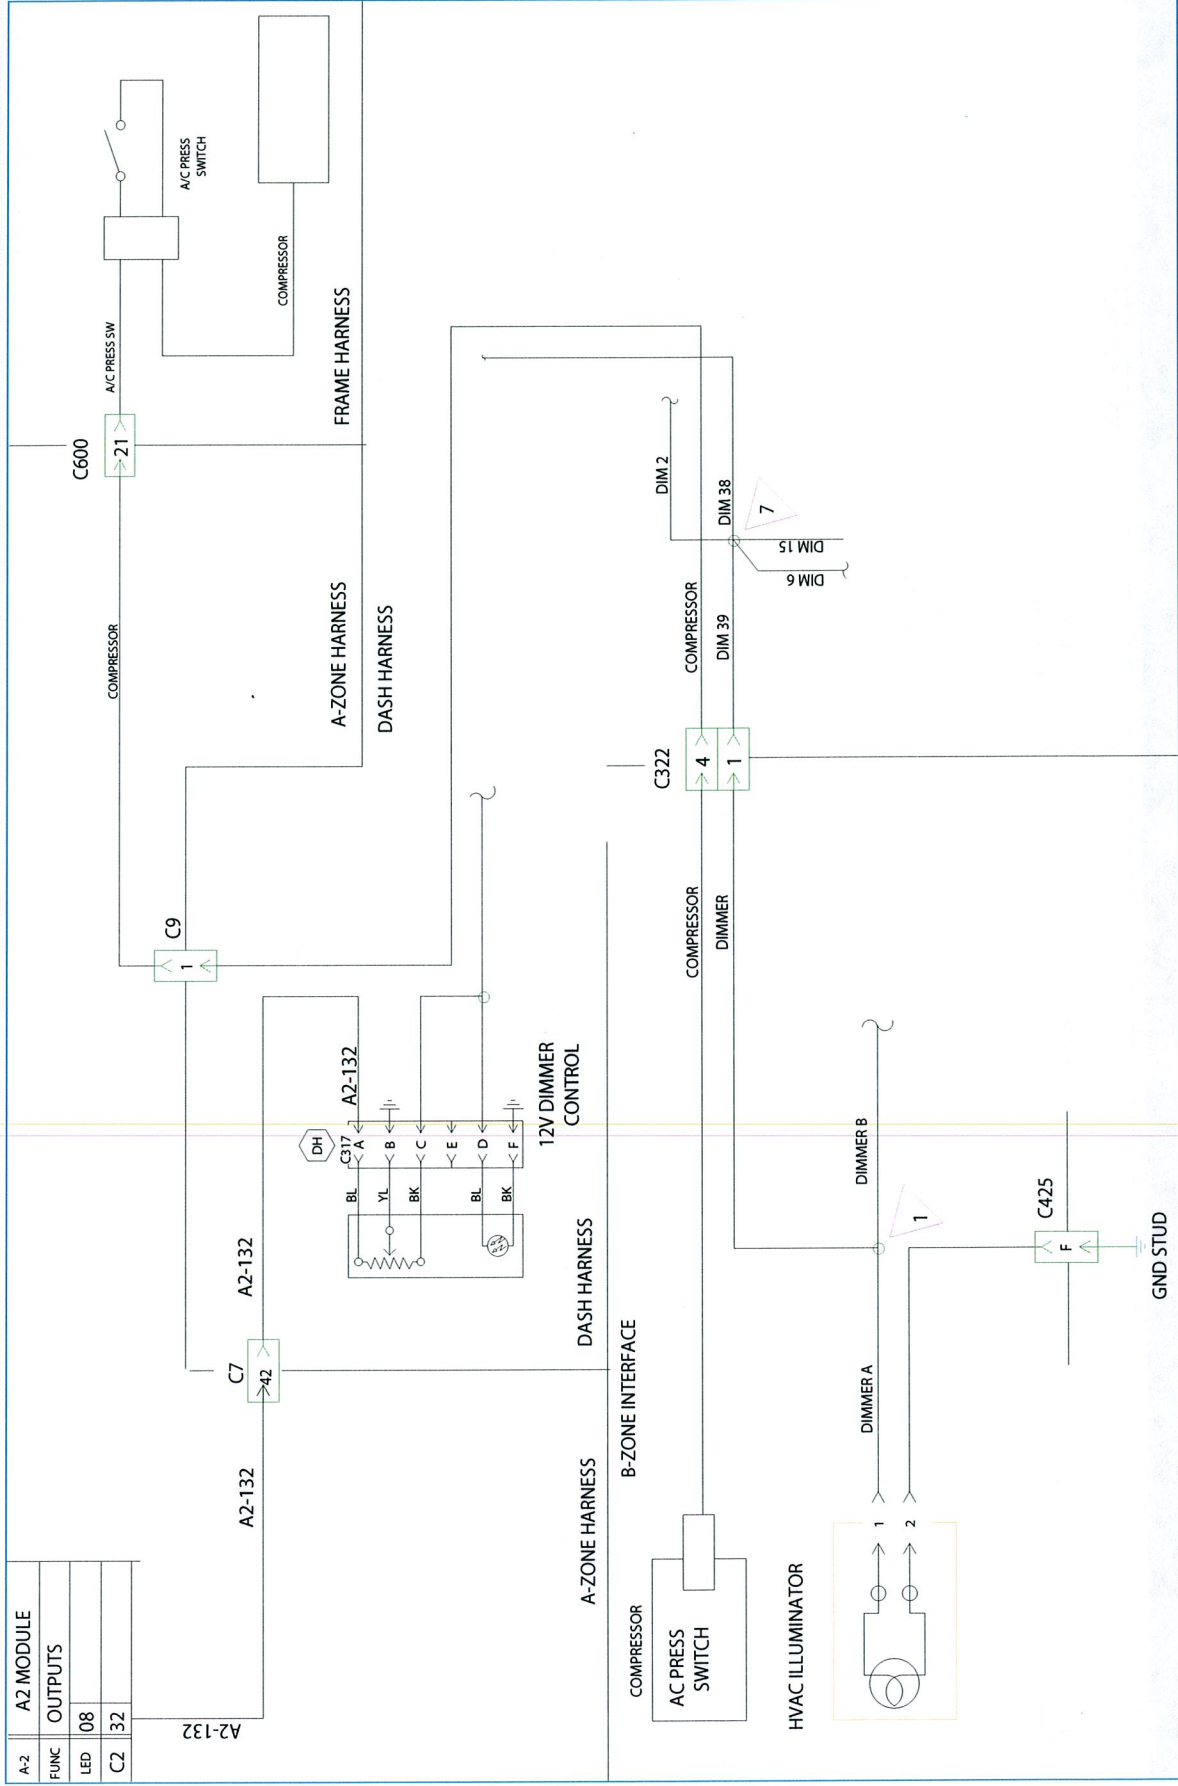 A-2 A2 MODULE
FUNC OUTPUTS
LED 08
C2 32
A2-132
A2-132
C7
42
A2-132
A2-132
DH
C317
A
B
C
E
D
F
BL
YL
BK
BL
BK
12V DIMMER
CONTROL
C9
1
COMPRESSOR
C600
21
A/C PRESS SW
A/C PRESS
SWITCH
COMPRESSOR
FRAME HARNESS
A-ZONE HARNESS
DASH HARNESS
DASH HARNESS
A-ZONE HARNESS
B-ZONE INTERFACE
COMPRESSOR
AC PRESS
SWITCH
COMPRESSOR
DIMMER
C322
4
1
COMPRESSOR
DIM 39
DIM 2
DIM 38
7
DIM 15
DIM 6
HVAC ILLUMINATOR
1
2
DIMMER A
DIMMER B
1
C425
F
GND STUD